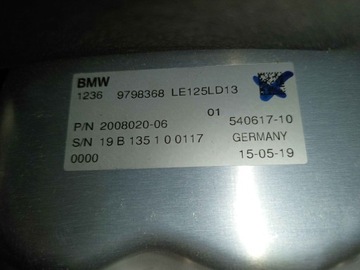 BMW
1236 9798368 LE125LD13
01
P/N 2008020-06 540617-10
S/N 19 B 135 1 0 0117 GERMANY
0000 15-05-19